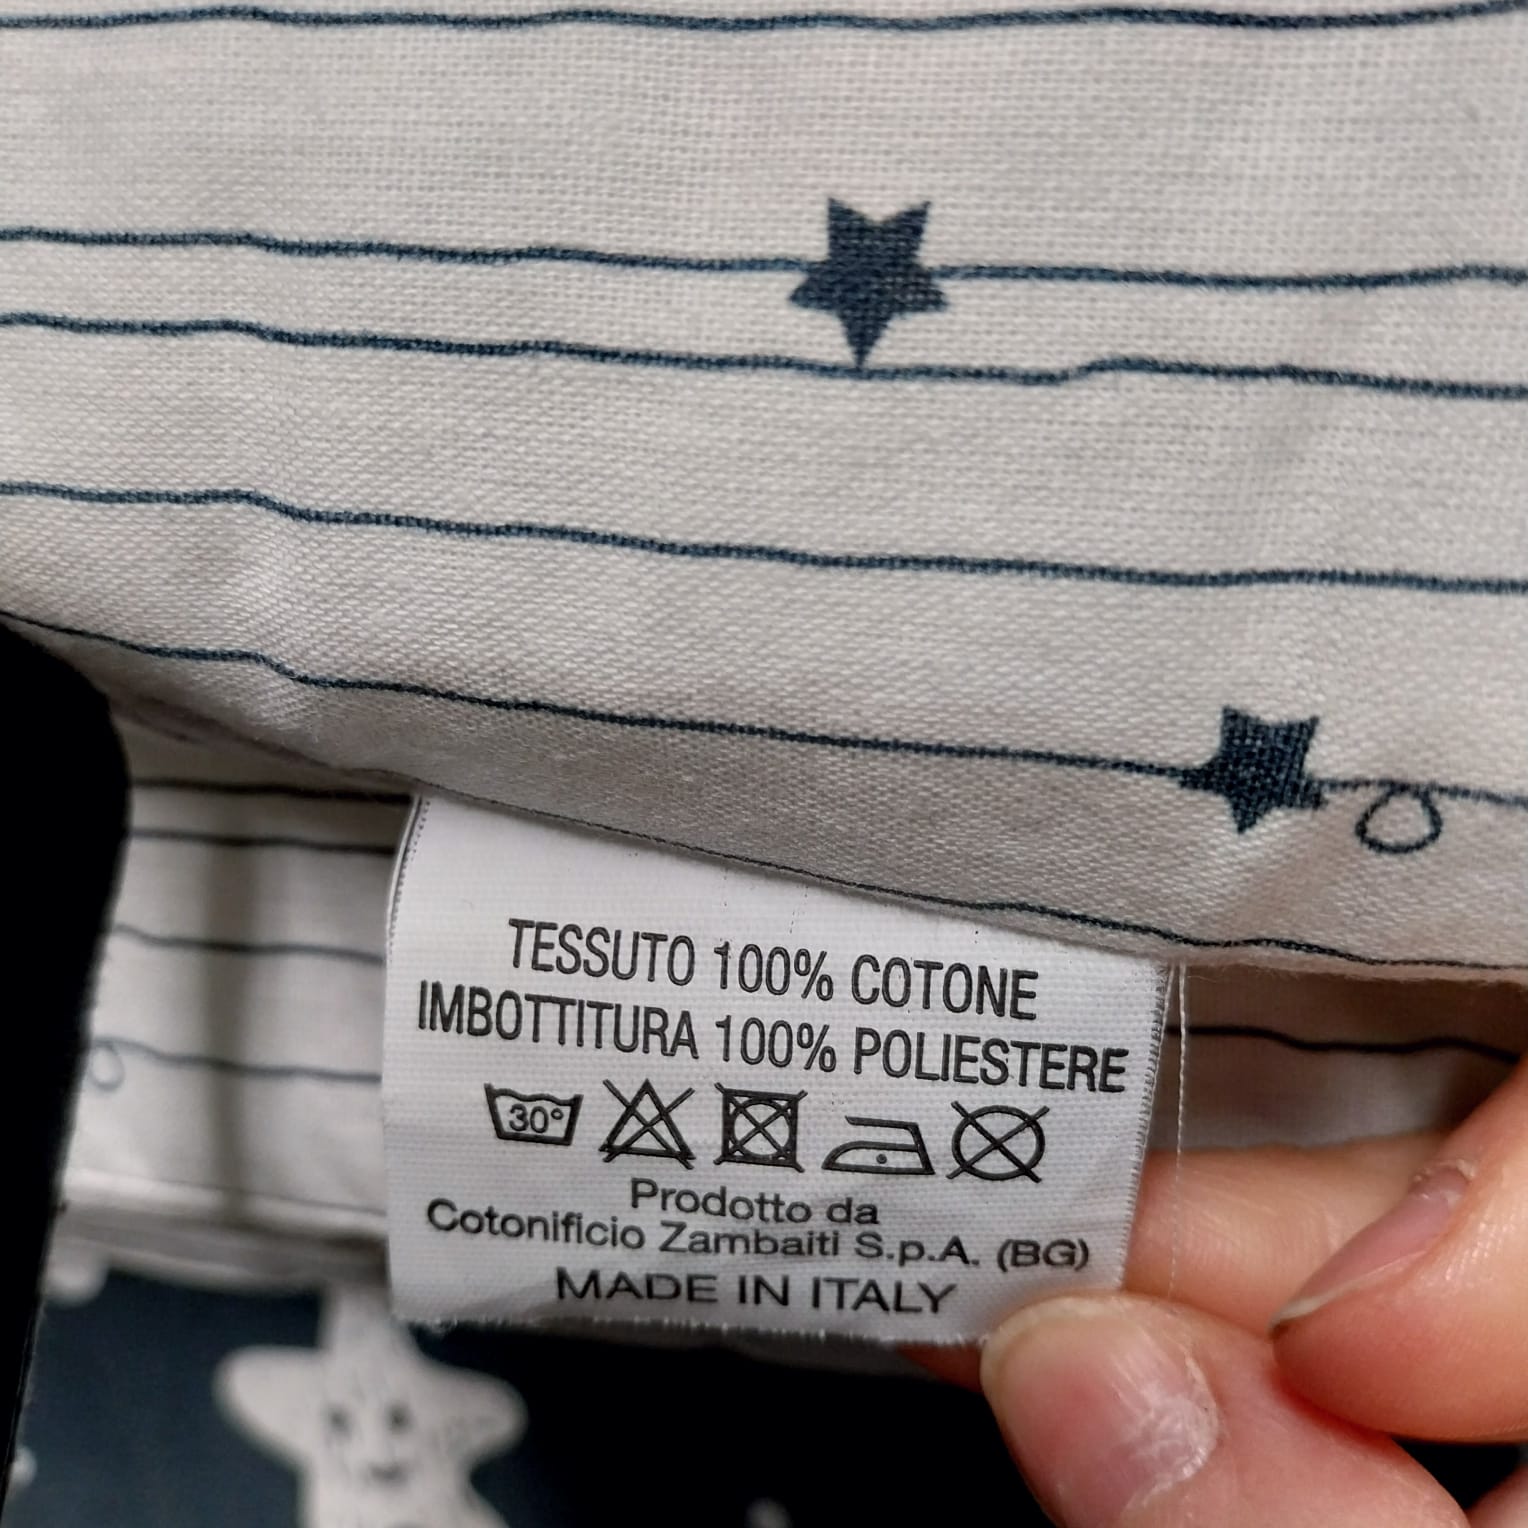 TESSUTO 100% COTONE
IMBOTTITURA 100% POLIESTERE
30°
Prodotto da
Cotonificio Zambaiti S.p.A. (BG)
MADE IN ITALY